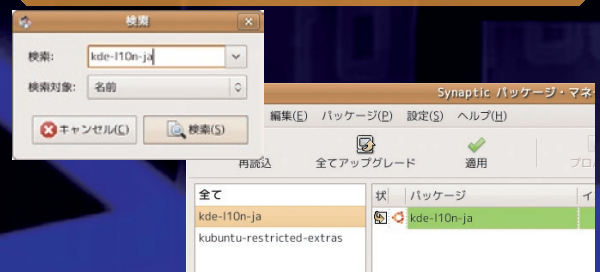 検索
検索: kde-l10n-ja
検索対象: 名前
キャンセル(C) 検索(S)
Synaptic パッケージ・マネ
編集(E) パッケージ(P) 設定(S) ヘルプ(H)
再読込 全てアップグレード 適用 プロ
全て
kde-l10n-ja
kubuntu-restricted-extras
状 パッケージ イ
kde-l10n-ja